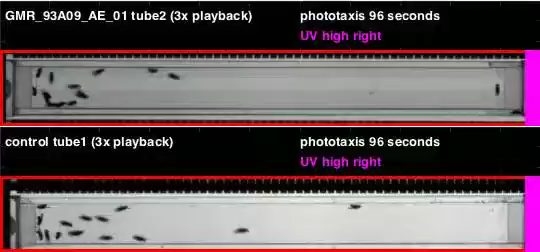 GMR_93A09_AE_01 tube2 (3x playback)
phototaxis 96 seconds
UV high right
control tube1 (3x playback)
phototaxis 96 seconds
UV high right